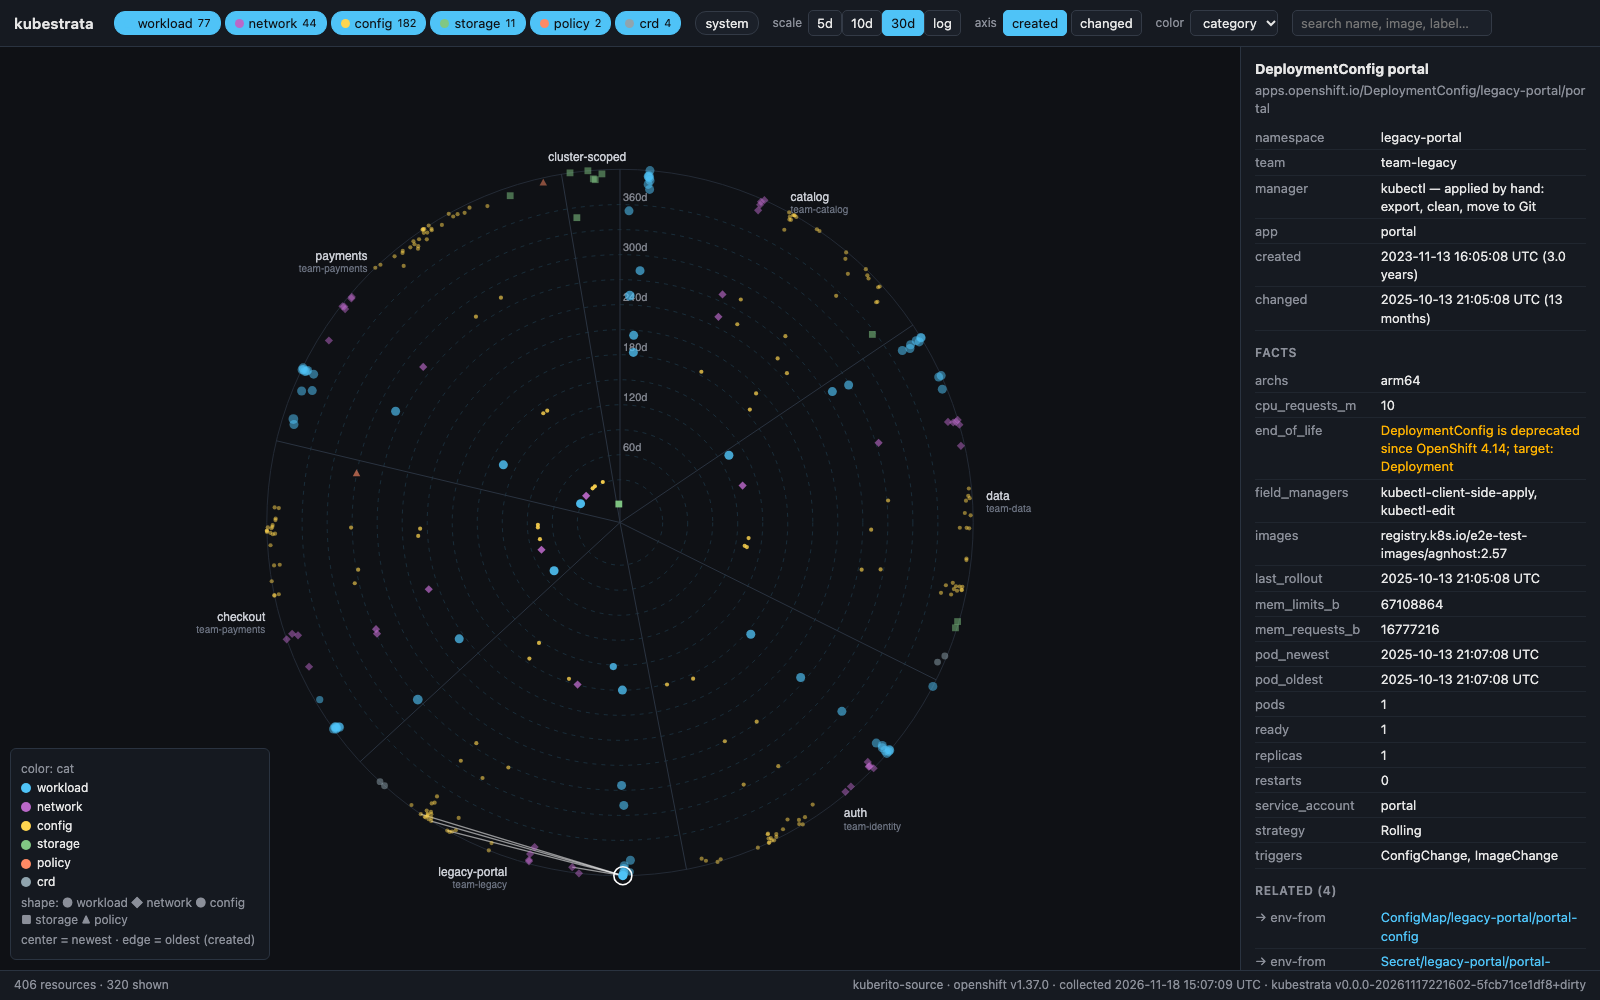 kubestrata
workload 77
network 44
config 182
storage 11
policy 2
crd 4
system
scale 5d 10d 30d log
axis created changed
color category
search name, image, label...
cluster-scoped
catalog
team-catalog
payments
team-payments
360d
300d
240d
180d
120d
60d
data
team-data
checkout
team-payments
auth
team-identity
legacy-portal
team-legacy
color: cat
workload
network
config
storage
policy
crd
shape: workload network config
storage policy
center = newest · edge = oldest (created)
DeploymentConfig portal
apps.openshift.io/DeploymentConfig/legacy-portal/por
tal
namespace legacy-portal
team team-legacy
manager kubectl — applied by hand:
export, clean, move to Git
app portal
created 2023-11-13 16:05:08 UTC (3.0
years)
changed 2025-10-13 21:05:08 UTC (13
months)
FACTS
archs arm64
cpu_requests_m 10
end_of_life DeploymentConfig is deprecated
since OpenShift 4.14; target:
Deployment
field_managers kubectl-client-side-apply,
kubectl-edit
images registry.k8s.io/e2e-test-
images/agnhost:2.57
last_rollout 2025-10-13 21:05:08 UTC
mem_limits_b 67108864
mem_requests_b 16777216
pod_newest 2025-10-13 21:07:08 UTC
pod_oldest 2025-10-13 21:07:08 UTC
pods 1
ready 1
replicas 1
restarts 0
service_account portal
strategy Rolling
triggers ConfigChange, ImageChange
RELATED (4)
→ env-from ConfigMap/legacy-portal/portal-
config
→ env-from Secret/legacy-portal/portal-
406 resources · 320 shown
kuberito-source · openshift v1.37.0 · collected 2026-11-18 15:07:09 UTC · kubestrata v0.0.0-20261117221602-5fcb71ce1df8+dirty